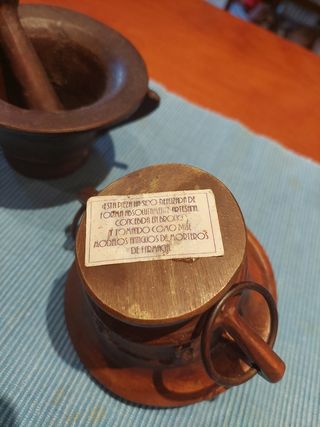 ESTA PIEZA HA SIDO REALIZADA DE
FORMA ABSOLUTAMENTE ARTESANA,
CONCEBIDA EN BRONCE
Y TOMANDO COMO BASE
MODELOS ANTIGUOS DE MORTEROS
DE FARMACIA.